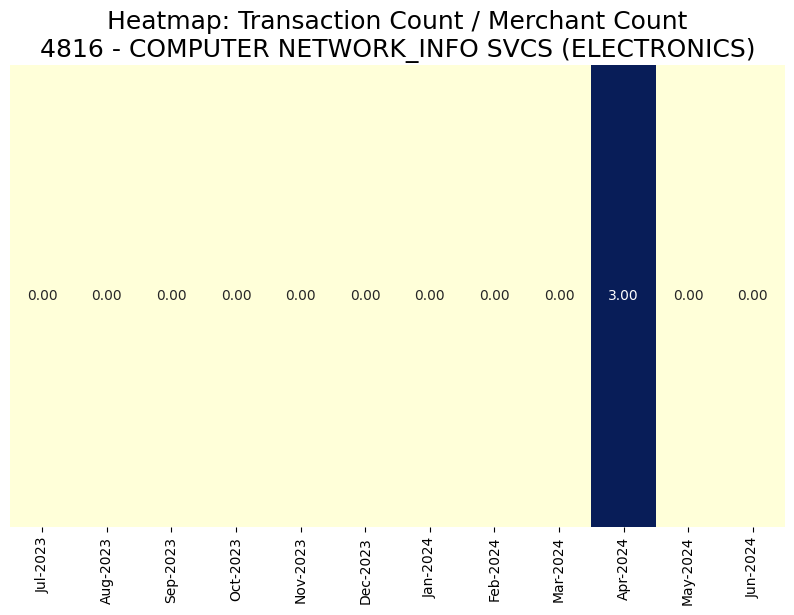 Heatmap: Transaction Count / Merchant Count
4816 - COMPUTER NETWORK_INFO SVCS (ELECTRONICS)
0.00 0.00 0.00 0.00 0.00 0.00 0.00 0.00 0.00 3.00 0.00 0.00
Jul-2023 Aug-2023 Sep-2023 Oct-2023 Nov-2023 Dec-2023 Jan-2024 Feb-2024 Mar-2024 Apr-2024 May-2024 Jun-2024